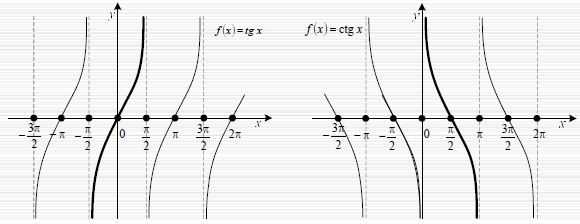 y
f(x) = tg x
x
-3π/2 -π -π/2 0 π/2 π 3π/2 2π
y
f(x) = ctg x
x
-3π/2 -π -π/2 0 π/2 π 3π/2 2π